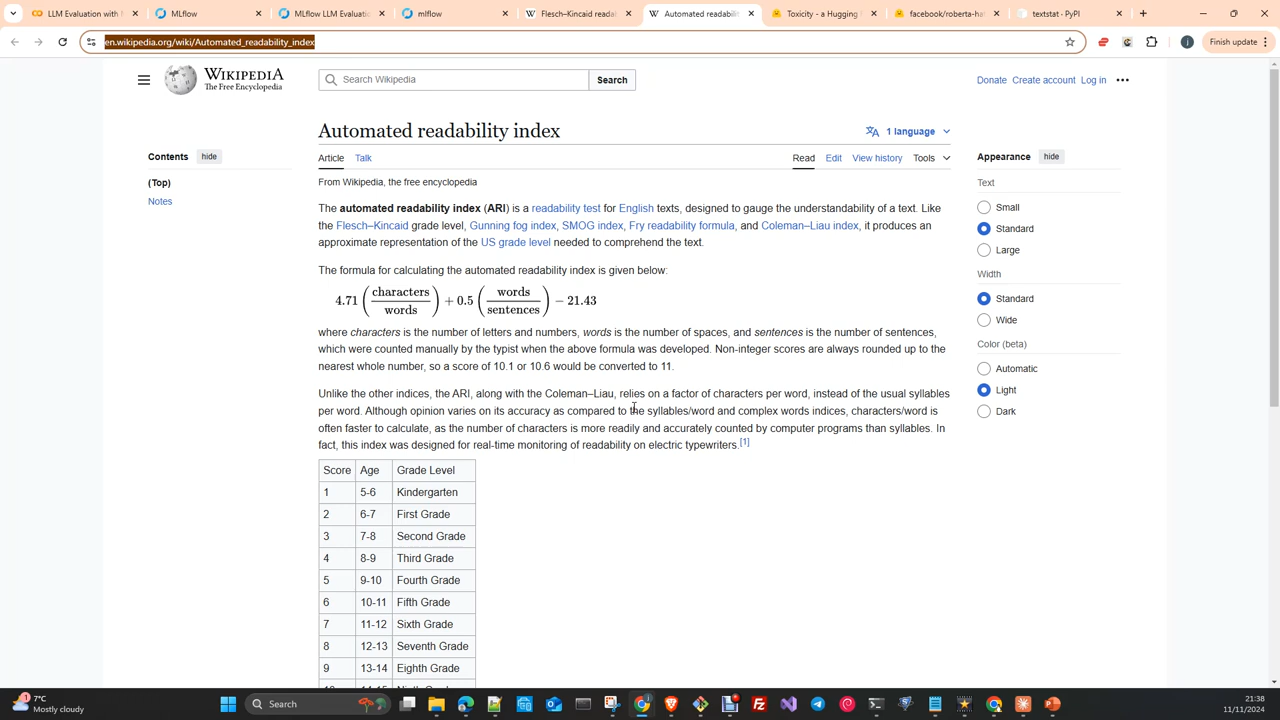 LLM Evaluation with
MLflow
MLflow LLM Evaluation
mlflow
Flesch–Kincaid readab
Automated readability
Toxicity - a Hugging
facebook/roberta-hat
textstat · PyPI
en.wikipedia.org/wiki/Automated_readability_index
Finish update
WIKIPEDIA
The Free Encyclopedia
Search Wikipedia
Search
Donate Create account Log in
Contents hide
(Top)
Notes
Automated readability index
1 language
Article Talk
Read Edit View history Tools
From Wikipedia, the free encyclopedia
The automated readability index (ARI) is a readability test for English texts, designed to gauge the understandability of a text. Like
the Flesch–Kincaid grade level, Gunning fog index, SMOG index, Fry readability formula, and Coleman–Liau index, it produces an
approximate representation of the US grade level needed to comprehend the text.
The formula for calculating the automated readability index is given below:
4.71 (characters/words) + 0.5 (words/sentences) − 21.43
where characters is the number of letters and numbers, words is the number of spaces, and sentences is the number of sentences,
which were counted manually by the typist when the above formula was developed. Non-integer scores are always rounded up to the
nearest whole number, so a score of 10.1 or 10.6 would be converted to 11.
Unlike the other indices, the ARI, along with the Coleman–Liau, relies on a factor of characters per word, instead of the usual syllables
per word. Although opinion varies on its accuracy as compared to the syllables/word and complex words indices, characters/word is
often faster to calculate, as the number of characters is more readily and accurately counted by computer programs than syllables. In
fact, this index was designed for real-time monitoring of readability on electric typewriters.[1]
Score Age Grade Level
1 5-6 Kindergarten
2 6-7 First Grade
3 7-8 Second Grade
4 8-9 Third Grade
5 9-10 Fourth Grade
6 10-11 Fifth Grade
7 11-12 Sixth Grade
8 12-13 Seventh Grade
9 13-14 Eighth Grade
Appearance hide
Text
Small
Standard
Large
Width
Standard
Wide
Color (beta)
Automatic
Light
Dark
1
7°C
Mostly cloudy
Search
21:38
11/11/2024